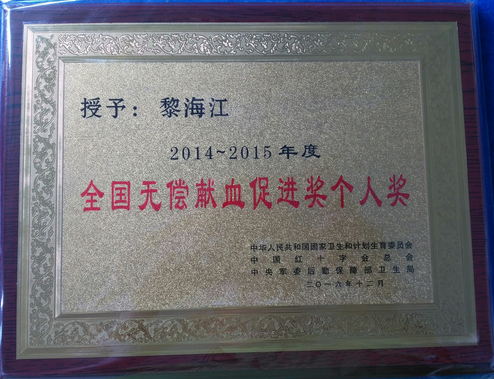 授予：黎海江
2014~2015年度
全国无偿献血促进奖个人奖
中华人民共和国国家卫生和计划生育委员会
中国红十字会总会
中央军委后勤保障部卫生局
二〇一六年十二月